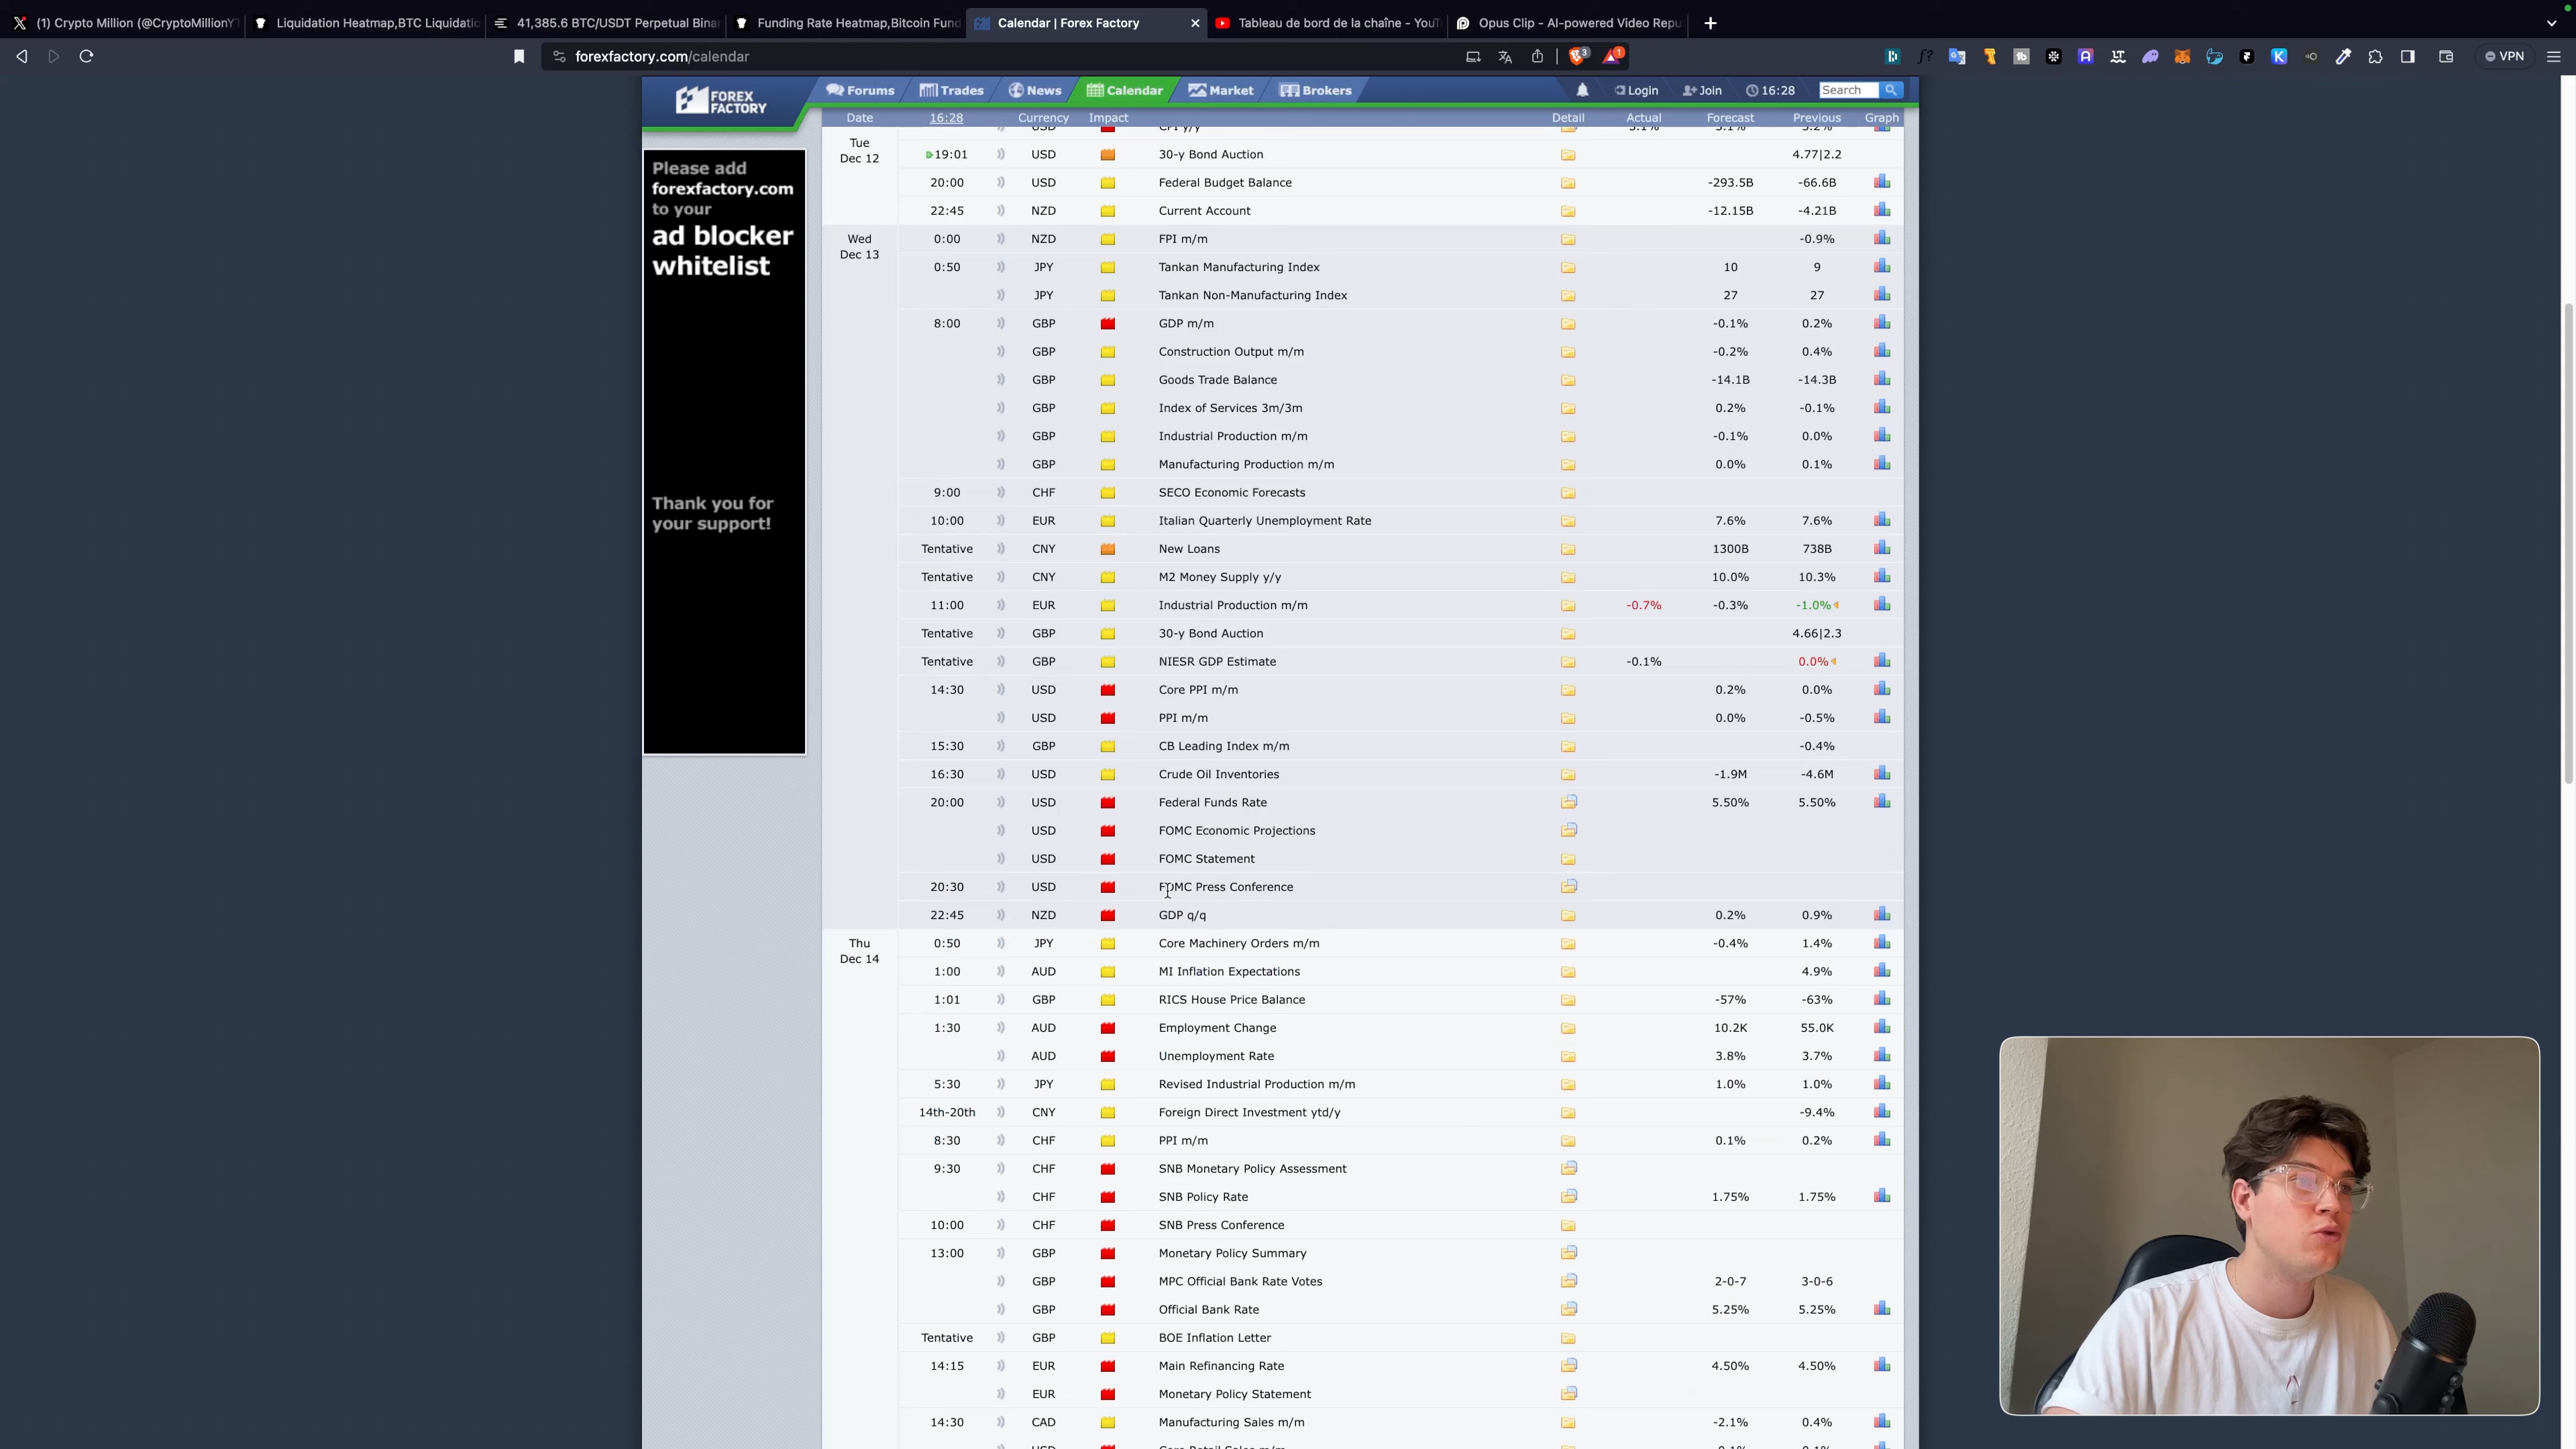 (1) Crypto Million (@CryptoMillionY
Liquidation Heatmap,BTC Liquidatio
41,385.6 BTC/USDT Perpetual Bina
Funding Rate Heatmap,Bitcoin Fund
Calendar | Forex Factory
Tableau de bord de la chaîne - YouT
Opus Clip - AI-powered Video Repu
forexfactory.com/calendar
3
1
VPN
FOREX FACTORY
Forums
Trades
News
Calendar
Market
Brokers
Login
Join
16:28
Search
Date 16:28 Currency Impact Detail Actual Forecast Previous Graph
Please add
forexfactory.com
to your
ad blocker
whitelist
Thank you for
your support!
USD CPI y/y 3.1% 3.1% 3.2%
Tue
Dec 12
19:01 USD 30-y Bond Auction 4.77|2.2
20:00 USD Federal Budget Balance -293.5B -66.6B
22:45 NZD Current Account -12.15B -4.21B
Wed
Dec 13
0:00 NZD FPI m/m -0.9%
0:50 JPY Tankan Manufacturing Index 10 9
JPY Tankan Non-Manufacturing Index 27 27
8:00 GBP GDP m/m -0.1% 0.2%
GBP Construction Output m/m -0.2% 0.4%
GBP Goods Trade Balance -14.1B -14.3B
GBP Index of Services 3m/3m 0.2% -0.1%
GBP Industrial Production m/m -0.1% 0.0%
GBP Manufacturing Production m/m 0.0% 0.1%
9:00 CHF SECO Economic Forecasts
10:00 EUR Italian Quarterly Unemployment Rate 7.6% 7.6%
Tentative CNY New Loans 1300B 738B
Tentative CNY M2 Money Supply y/y 10.0% 10.3%
11:00 EUR Industrial Production m/m -0.7% -0.3% -1.0%
Tentative GBP 30-y Bond Auction 4.66|2.3
Tentative GBP NIESR GDP Estimate -0.1% 0.0%
14:30 USD Core PPI m/m 0.2% 0.0%
USD PPI m/m 0.0% -0.5%
15:30 GBP CB Leading Index m/m -0.4%
16:30 USD Crude Oil Inventories -1.9M -4.6M
20:00 USD Federal Funds Rate 5.50% 5.50%
USD FOMC Economic Projections
USD FOMC Statement
20:30 USD FOMC Press Conference
22:45 NZD GDP q/q 0.2% 0.9%
Thu
Dec 14
0:50 JPY Core Machinery Orders m/m -0.4% 1.4%
1:00 AUD MI Inflation Expectations 4.9%
1:01 GBP RICS House Price Balance -57% -63%
1:30 AUD Employment Change 10.2K 55.0K
AUD Unemployment Rate 3.8% 3.7%
5:30 JPY Revised Industrial Production m/m 1.0% 1.0%
14th-20th CNY Foreign Direct Investment ytd/y -9.4%
8:30 CHF PPI m/m 0.1% 0.2%
9:30 CHF SNB Monetary Policy Assessment
CHF SNB Policy Rate 1.75% 1.75%
10:00 CHF SNB Press Conference
13:00 GBP Monetary Policy Summary
GBP MPC Official Bank Rate Votes 2-0-7 3-0-6
GBP Official Bank Rate 5.25% 5.25%
Tentative GBP BOE Inflation Letter
14:15 EUR Main Refinancing Rate 4.50% 4.50%
EUR Monetary Policy Statement
14:30 CAD Manufacturing Sales m/m -2.1% 0.4%